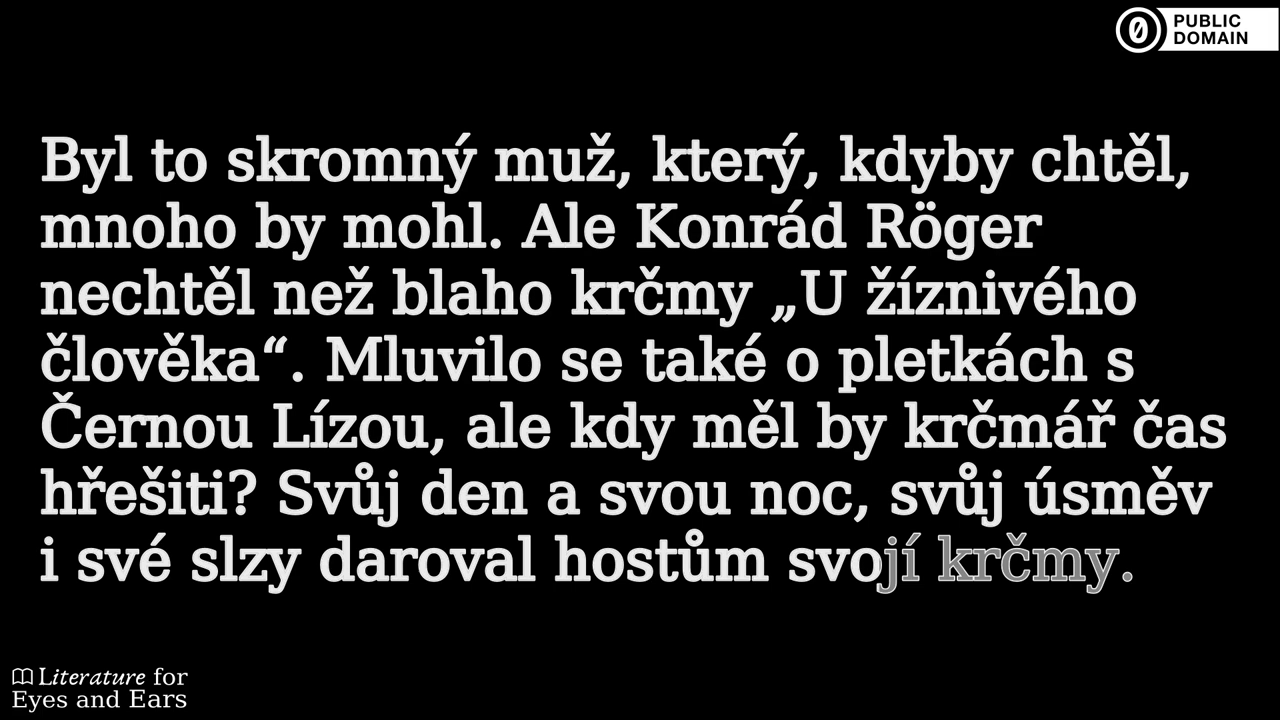 PUBLIC
DOMAIN
Byl to skromný muž, který, kdyby chtěl,
mnoho by mohl. Ale Konrád Röger
nechtěl než blaho krčmy „U žíznivého
člověka“. Mluvilo se také o pletkách s
Černou Lízou, ale kdy měl by krčmář čas
hřešiti? Svůj den a svou noc, svůj úsměv
i své slzy daroval hostům svojí krčmy.
Literature for
Eyes and Ears